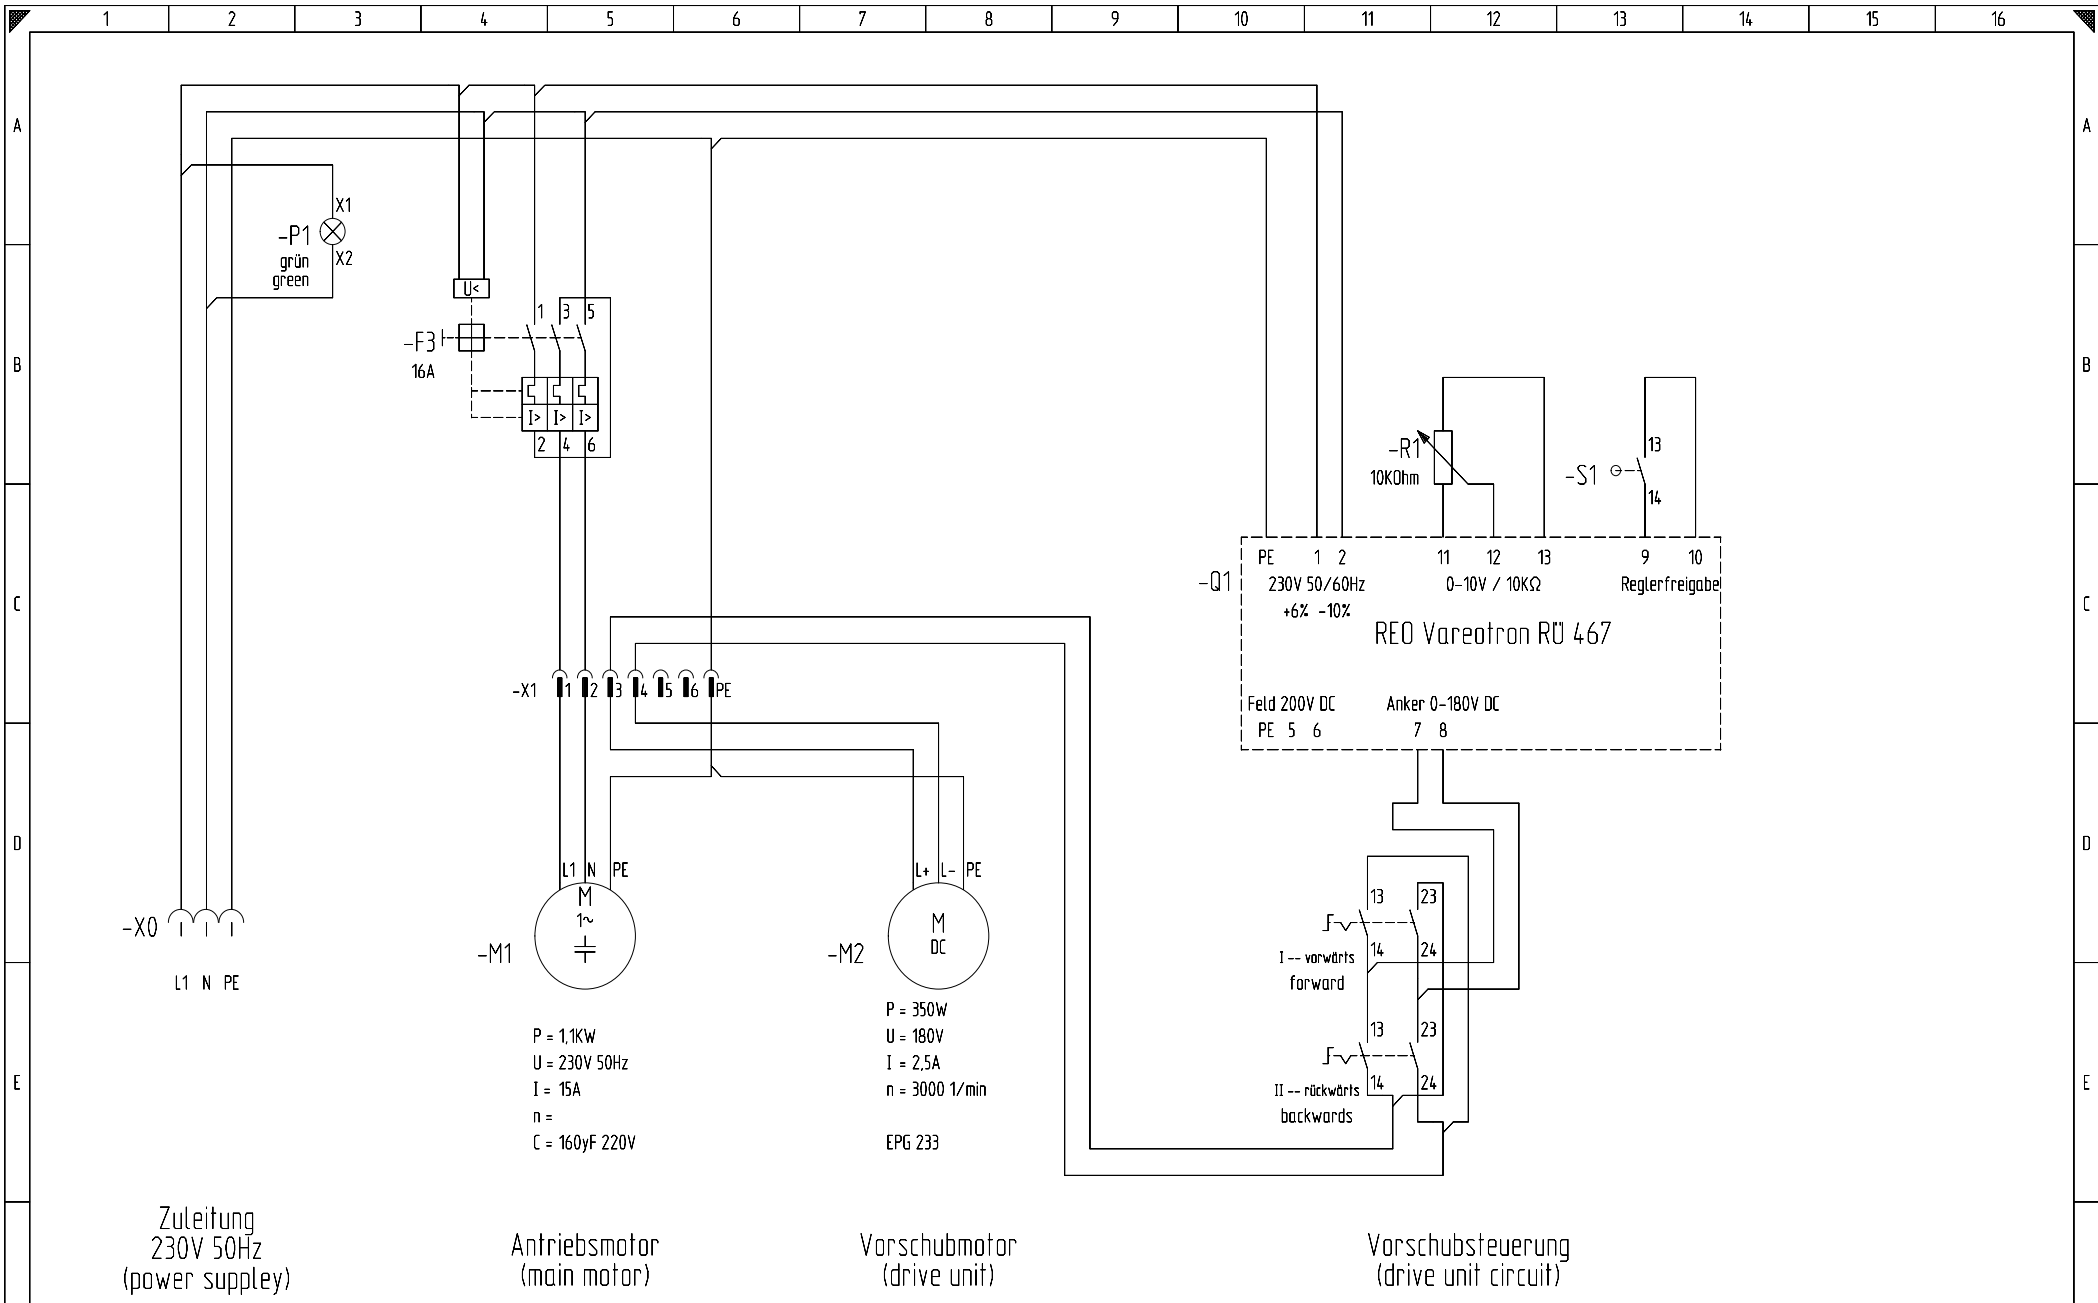 1 2 3 4 5 6 7 8 9 10 11 12 13 14 15 16
A A
X1
-P1
X2
grün
green
U<
1 3 5
-F3
16A
B B
I> I> I>
2 4 6
-R1
10KOhm
13
-S1
14
PE 1 2 11 12 13 9 10
-Q1
230V 50/60Hz 0-10V / 10KΩ Reglerfreigabe
+6% -10%
C C
REO Vareotron RÜ 467
-X1 1 2 3 4 5 6 PE
Feld 200V DC Anker 0-180V DC
PE 5 6 7 8
D D
L1 N PE
M
1~
-M1
L+ L- PE
M
DC
-M2
13 23
14 24
I -- vorwärts
forward
-X0
L1 N PE
P = 1,1KW
U = 230V 50Hz
I = 15A
n =
C = 160yF 220V
P = 350W
U = 180V
I = 2,5A
n = 3000 1/min
EPG 233
13 23
14 24
II -- rückwärts
backwards
E E
Zuleitung
230V 50Hz
(power suppley)
Antriebsmotor
(main motor)
Vorschubmotor
(drive unit)
Vorschubsteuerung
(drive unit circuit)